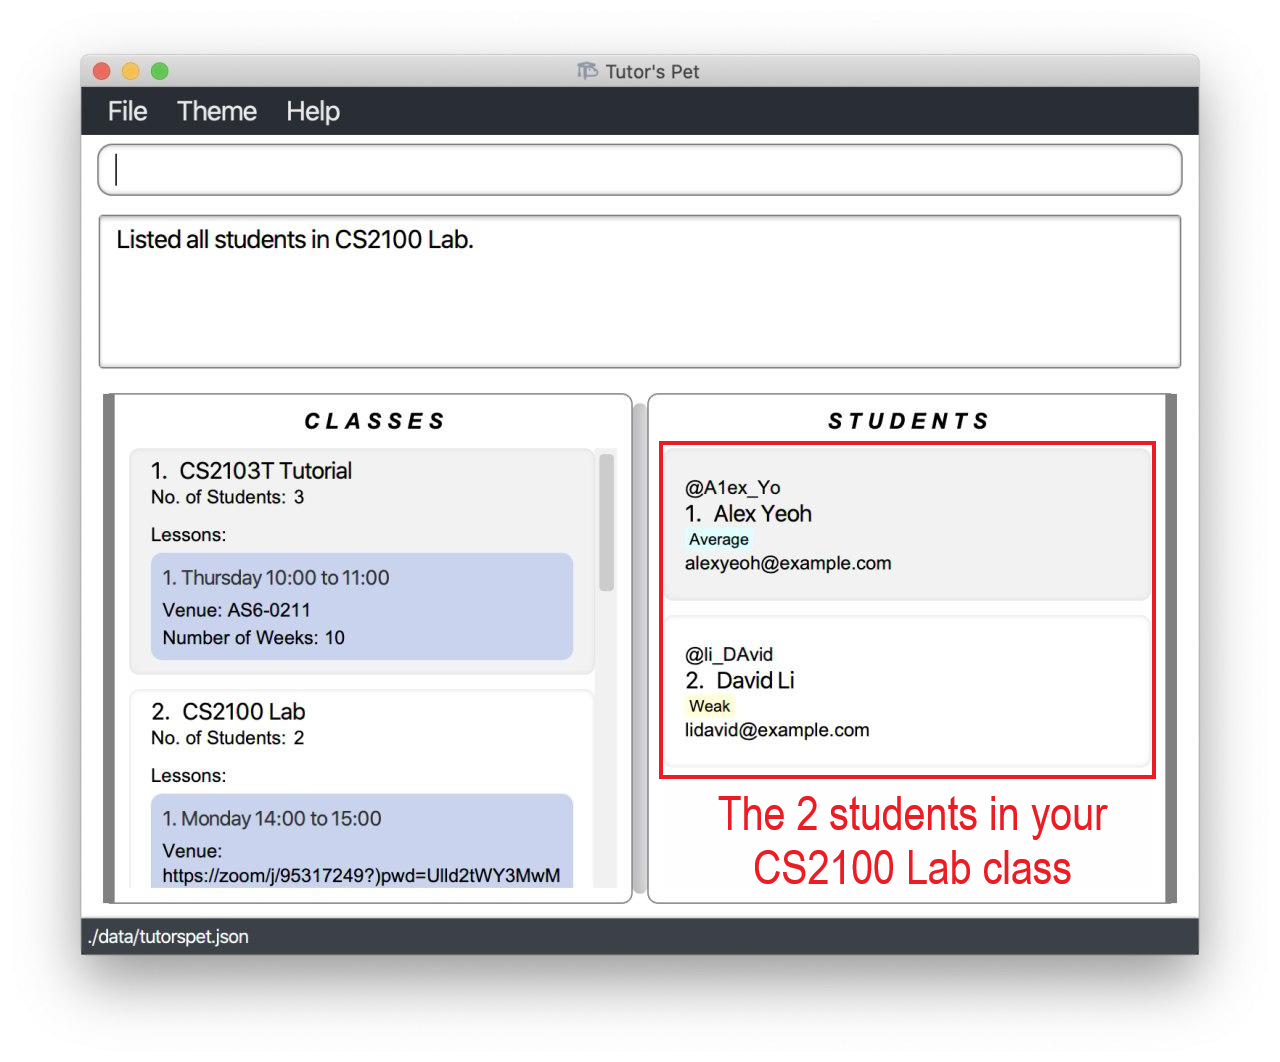 Tutor's Pet
File Theme Help
Listed all students in CS2100 Lab.
CLASSES
1. CS2103T Tutorial
No. of Students: 3
Lessons:
1. Thursday 10:00 to 11:00
Venue: AS6-0211
Number of Weeks: 10
2. CS2100 Lab
No. of Students: 2
Lessons:
1. Monday 14:00 to 15:00
Venue:
https://zoom/j/95317249?)pwd=Ulld2tWY3MwM
STUDENTS
@A1ex_Yo
1. Alex Yeoh
Average
alexyeoh@example.com
@li_DAvid
2. David Li
Weak
lidavid@example.com
The 2 students in your
CS2100 Lab class
./data/tutorspet.json